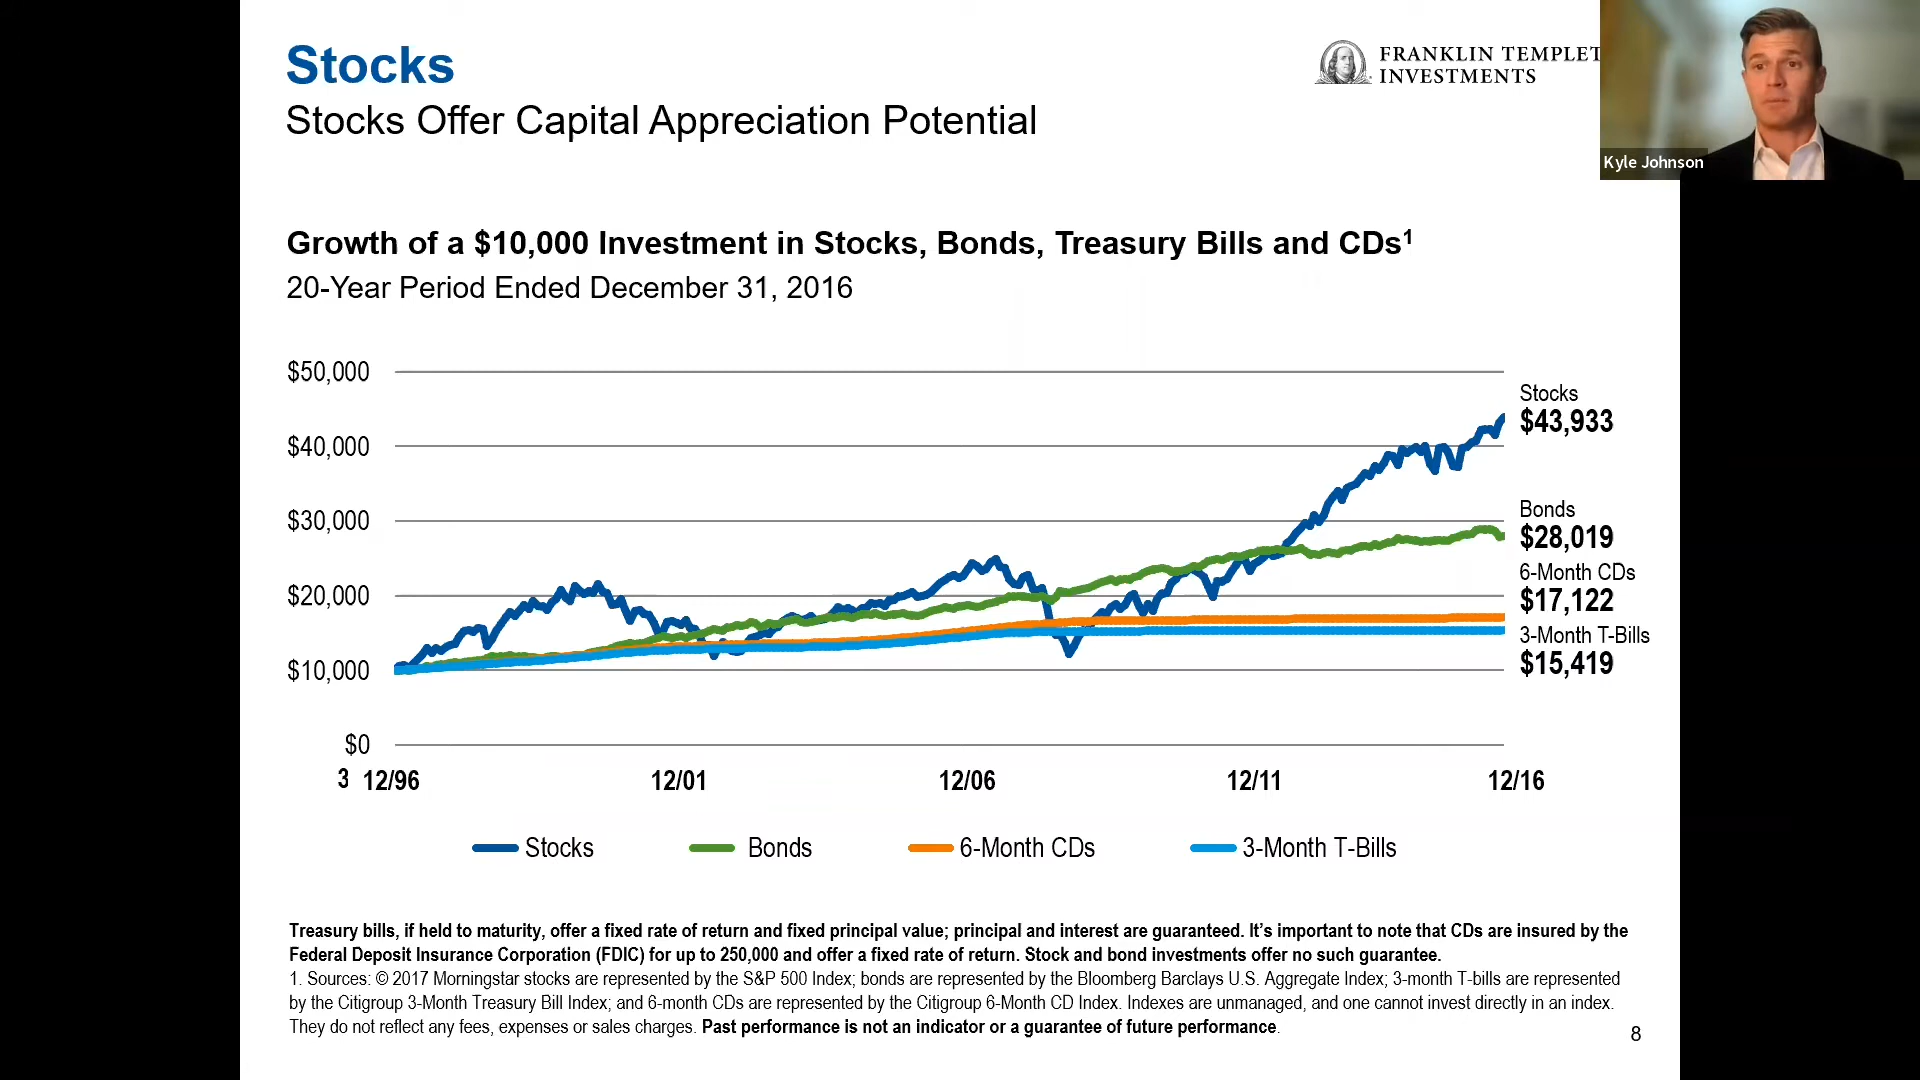 Stocks
FRANKLIN TEMPLET
INVESTMENTS
Stocks Offer Capital Appreciation Potential
Kyle Johnson
Growth of a $10,000 Investment in Stocks, Bonds, Treasury Bills and CDs¹
20-Year Period Ended December 31, 2016
$50,000
$40,000
$30,000
$20,000
$10,000
$0
Stocks
$43,933
Bonds
$28,019
6-Month CDs
$17,122
3-Month T-Bills
$15,419
3 12/96 12/01 12/06 12/11 12/16
Stocks Bonds 6-Month CDs 3-Month T-Bills
Treasury bills, if held to maturity, offer a fixed rate of return and fixed principal value; principal and interest are guaranteed. It’s important to note that CDs are insured by the
Federal Deposit Insurance Corporation (FDIC) for up to 250,000 and offer a fixed rate of return. Stock and bond investments offer no such guarantee.
1. Sources: © 2017 Morningstar stocks are represented by the S&P 500 Index; bonds are represented by the Bloomberg Barclays U.S. Aggregate Index; 3-month T-bills are represented
by the Citigroup 3-Month Treasury Bill Index; and 6-month CDs are represented by the Citigroup 6-Month CD Index. Indexes are unmanaged, and one cannot invest directly in an index.
They do not reflect any fees, expenses or sales charges. Past performance is not an indicator or a guarantee of future performance.
8